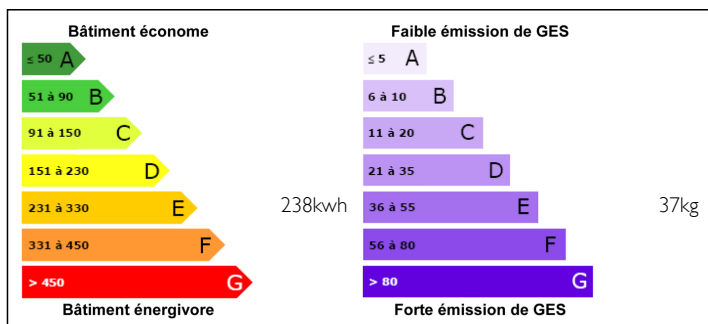 Bâtiment économe
≤ 50 A
51 à 90 B
91 à 150 C
151 à 230 D
231 à 330 E
238kwh
331 à 450 F
> 450 G
Bâtiment énergivore
Faible émission de GES
≤ 5 A
6 à 10 B
11 à 20 C
21 à 35 D
36 à 55 E
37kg
56 à 80 F
> 80 G
Forte émission de GES